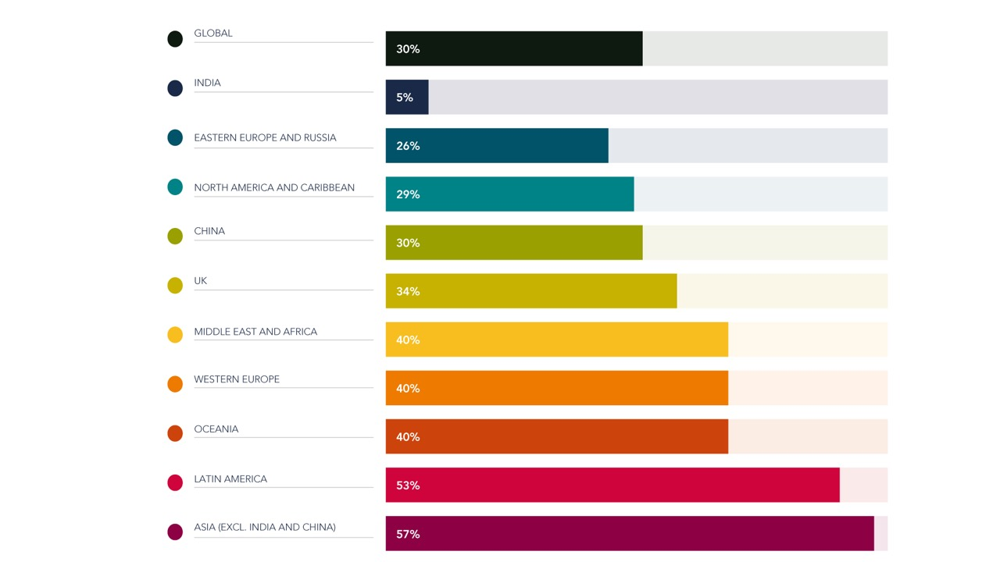 GLOBAL
30%
INDIA
5%
EASTERN EUROPE AND RUSSIA
26%
NORTH AMERICA AND CARIBBEAN
29%
CHINA
30%
UK
34%
MIDDLE EAST AND AFRICA
40%
WESTERN EUROPE
40%
OCEANIA
40%
LATIN AMERICA
53%
ASIA (EXCL. INDIA AND CHINA)
57%